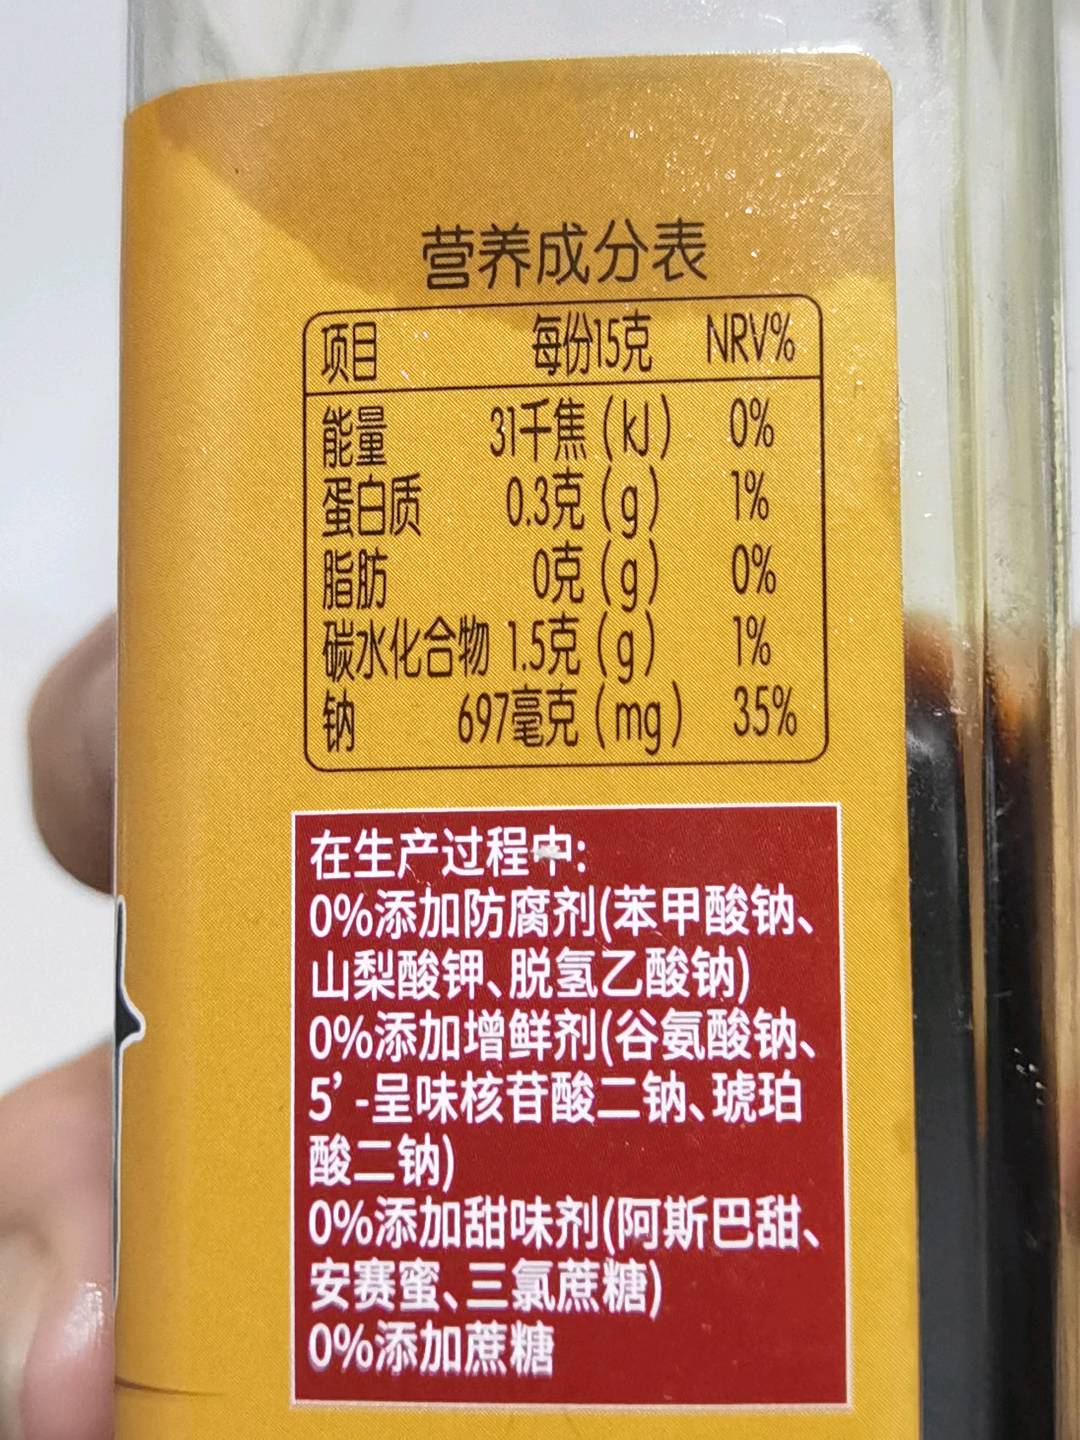 营养成分表
项目 每份15克 NRV%
能量 31千焦(kJ) 0%
蛋白质 0.3克(g) 1%
脂肪 0克(g) 0%
碳水化合物 1.5克(g) 1%
钠 697毫克(mg) 35%
在生产过程中:
0%添加防腐剂(苯甲酸钠、
山梨酸钾、脱氢乙酸钠)
0%添加增鲜剂(谷氨酸钠、
5’-呈味核苷酸二钠、琥珀
酸二钠)
0%添加甜味剂(阿斯巴甜、
安赛蜜、三氯蔗糖)
0%添加蔗糖